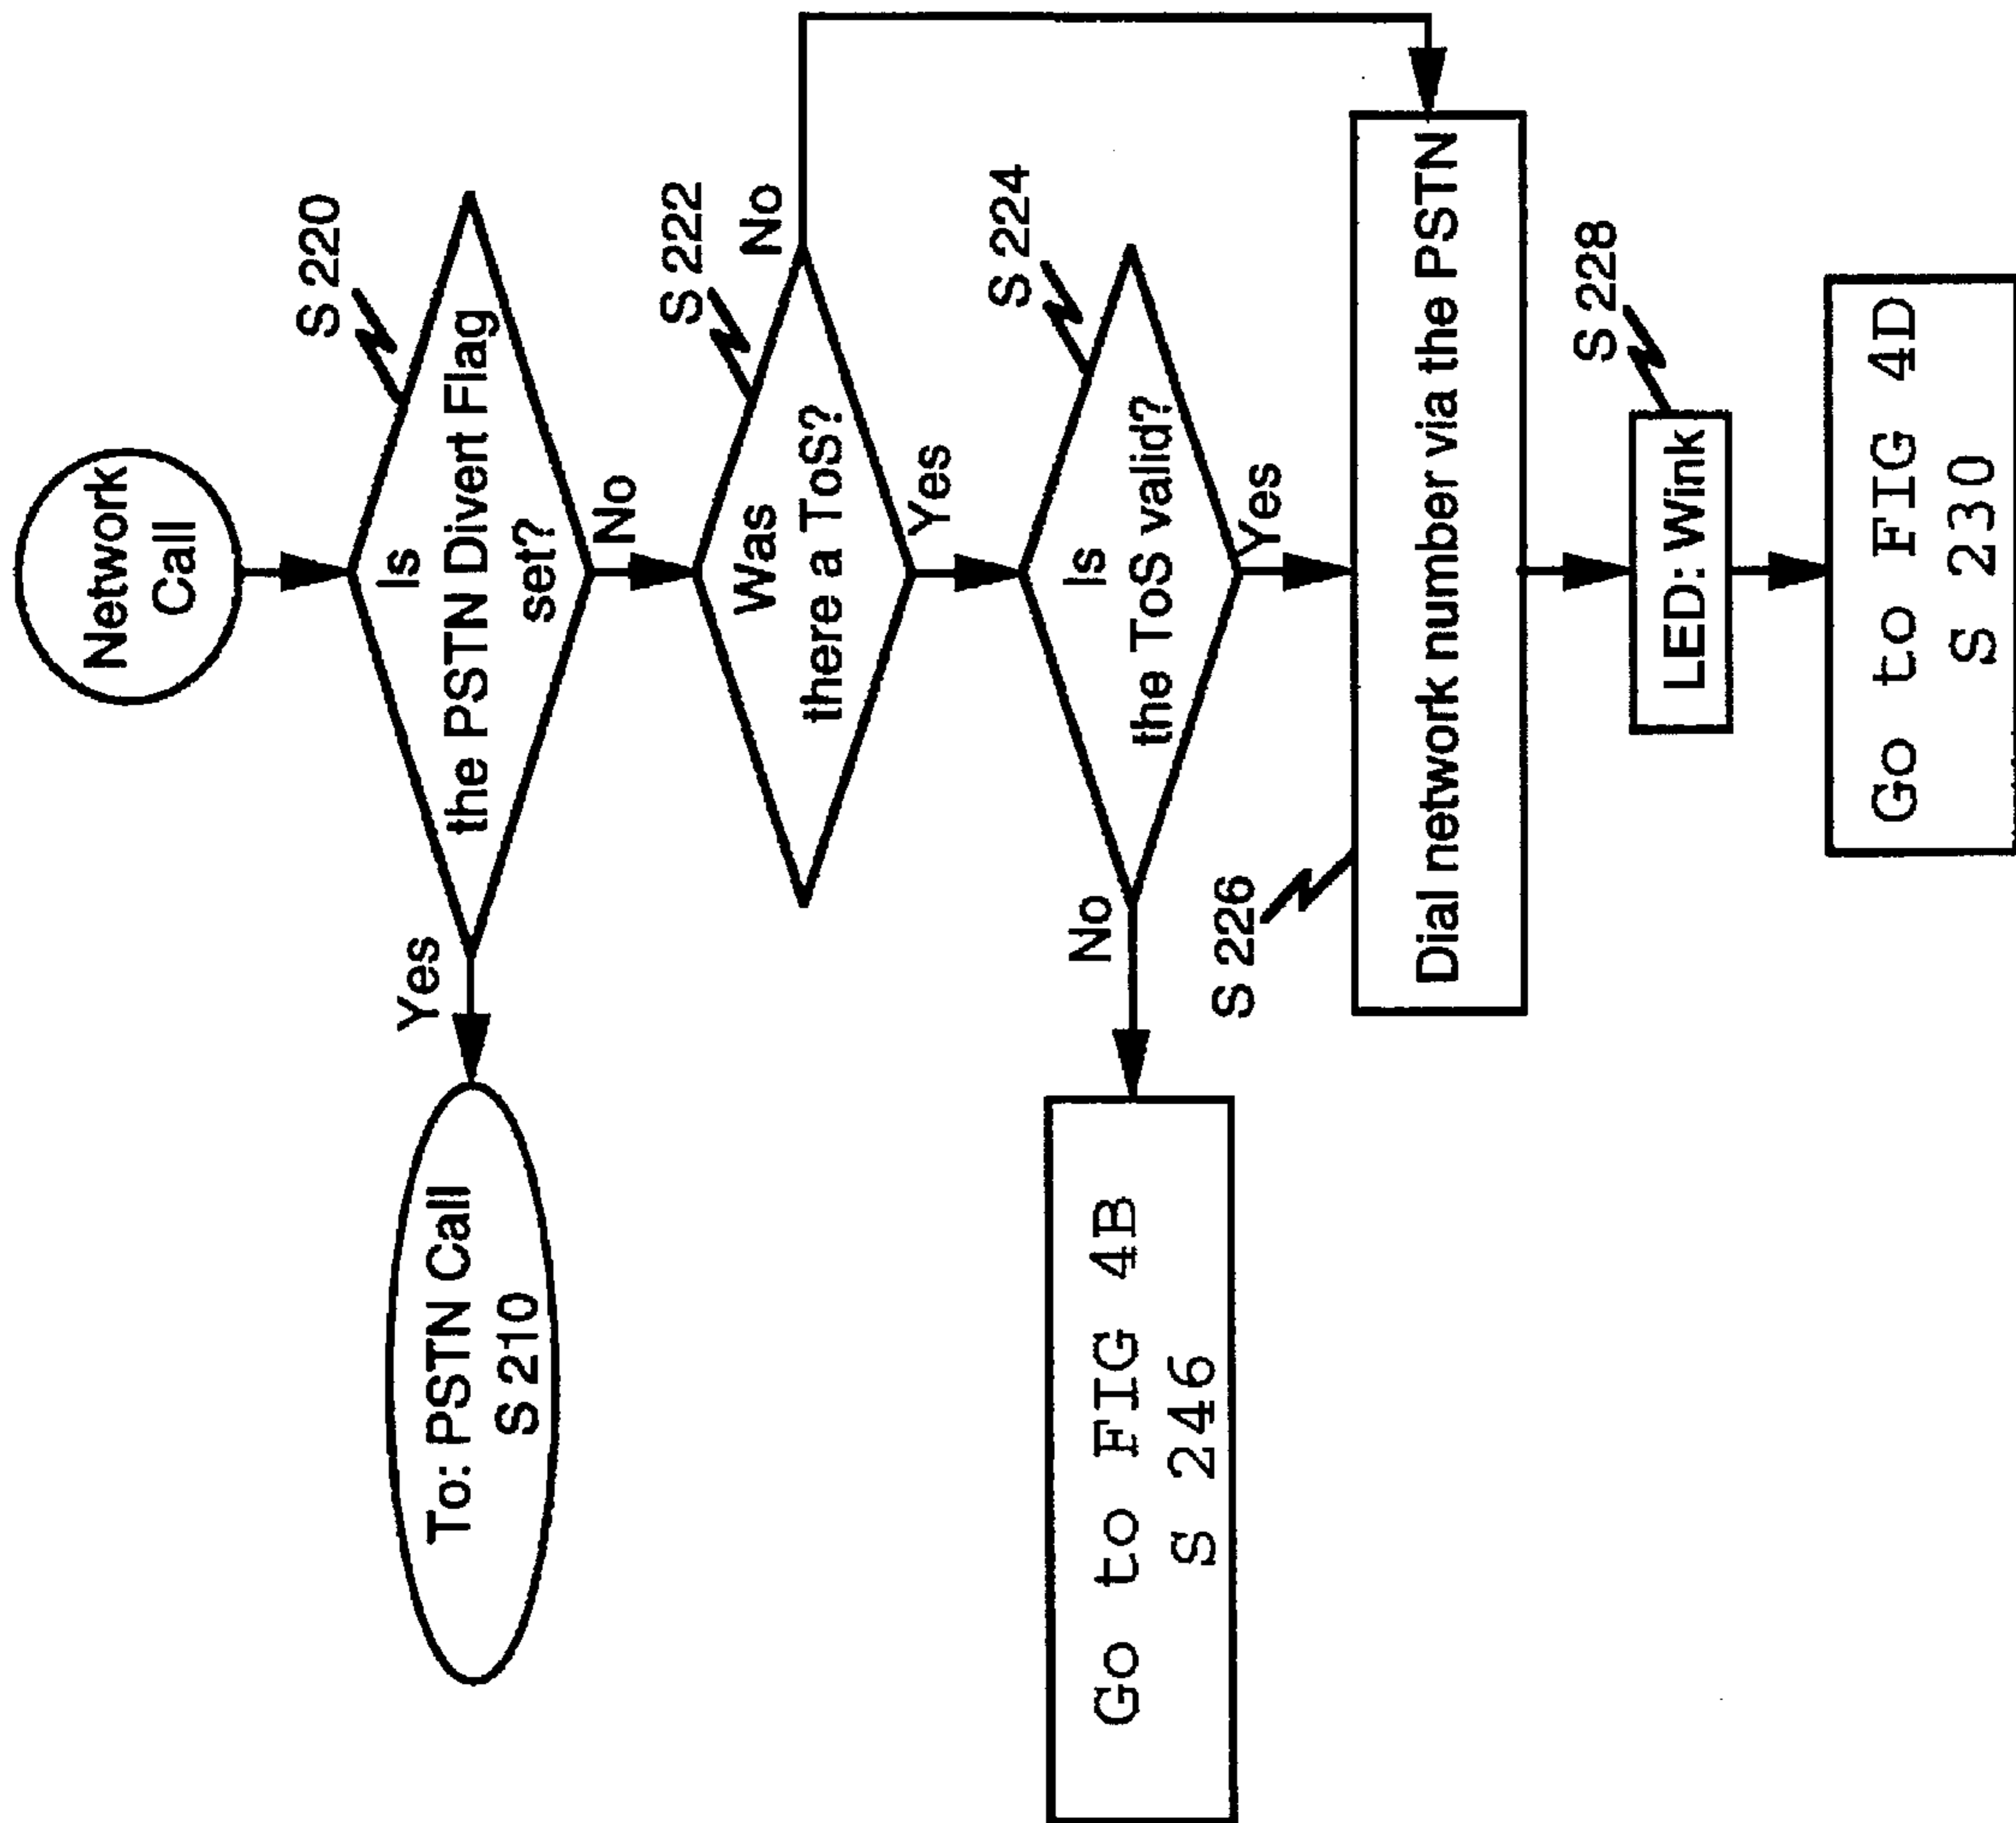 Network
Call
S 220
Is
the PSTN Divert Flag
set?
Yes
No
To: PSTN Call
S 210
S 222
Was
there a ToS?
No
Yes
S 224
Is
the ToS valid?
No
Yes
Go to FIG 4B
S 246
S 226
Dial network number via the PSTN
S 228
LED: Wink
Go to FIG 4D
S 230